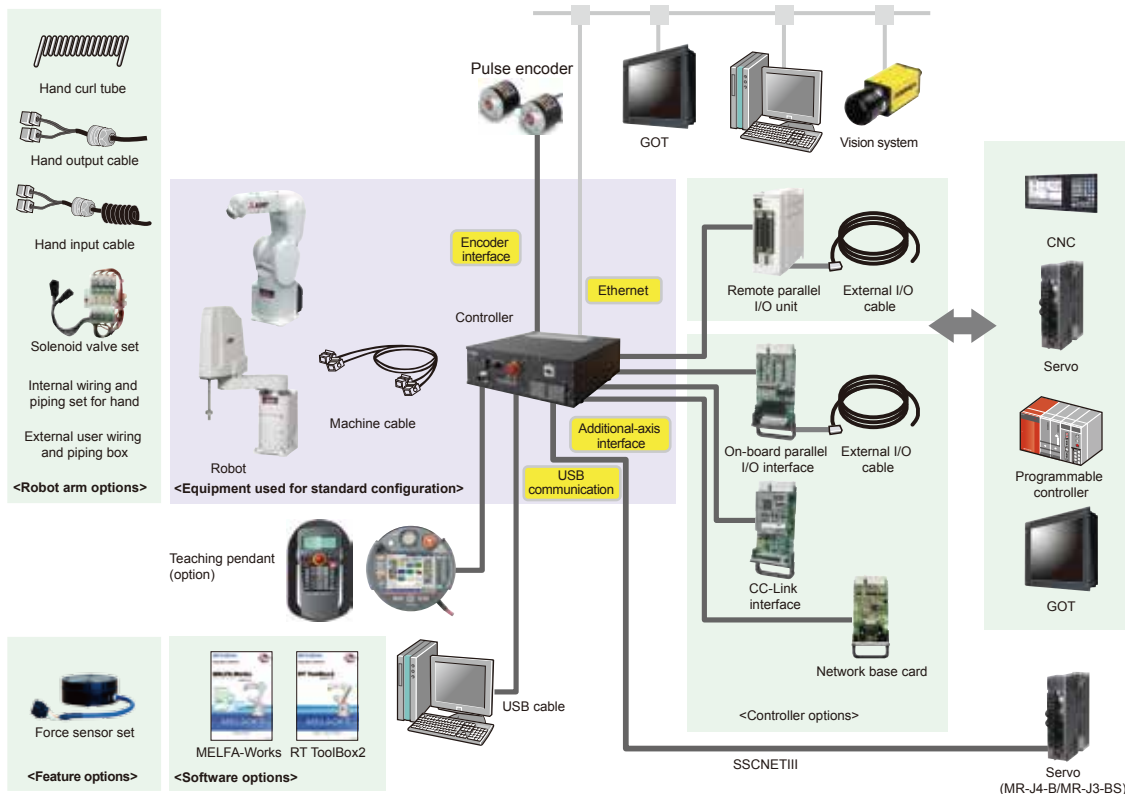 Hand curl tube
Hand output cable
Hand input cable
Solenoid valve set
Internal wiring and
piping set for hand
External user wiring
and piping box
<Robot arm options>
Pulse encoder
GOT
Vision system
Encoder
interface
Ethernet
Controller
Machine cable
Robot
<Equipment used for standard configuration>
Additional-axis
interface
USB
communication
Remote parallel
I/O unit
External I/O
cable
On-board parallel
I/O interface
External I/O
cable
CC-Link
interface
Network base card
<Controller options>
CNC
Servo
Programmable
controller
GOT
Teaching pendant
(option)
Force sensor set
<Feature options>
MELFA-Works
RT ToolBox2
MELFA-Works
RT ToolBox2
<Software options>
USB cable
SSCNETIII
Servo
(MR-J4-B/MR-J3-BS)